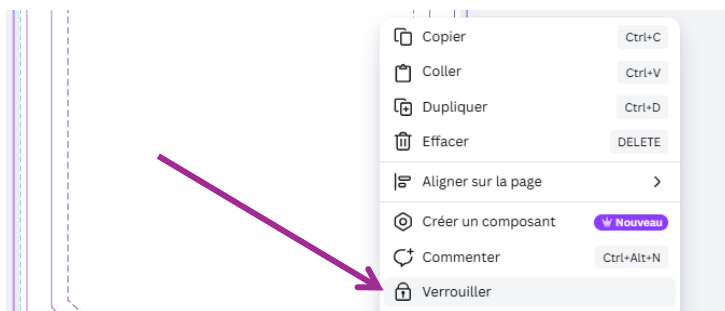 Copier Ctrl+C
Coller Ctrl+V
Dupliquer Ctrl+D
Effacer DELETE
Aligner sur la page
Créer un composant Nouveau
Commenter Ctrl+Alt+N
Verrouiller